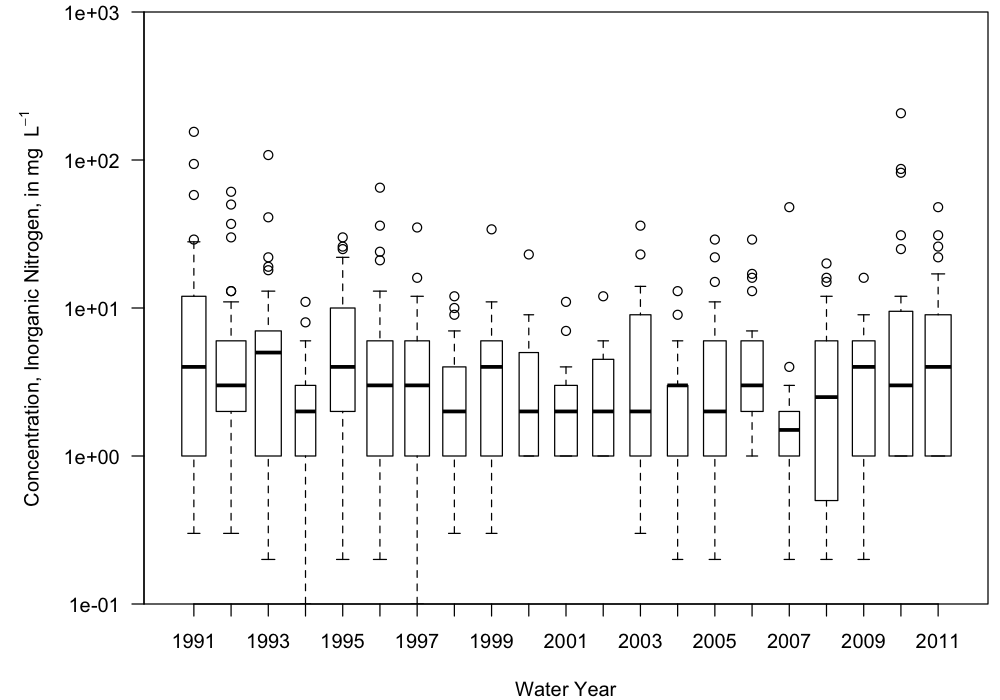 Concentration, Inorganic Nitrogen, in mg L⁻¹
1e+03
1e+02
1e+01
1e+00
1e-01
1991 1993 1995 1997 1999 2001 2003 2005 2007 2009 2011
Water Year